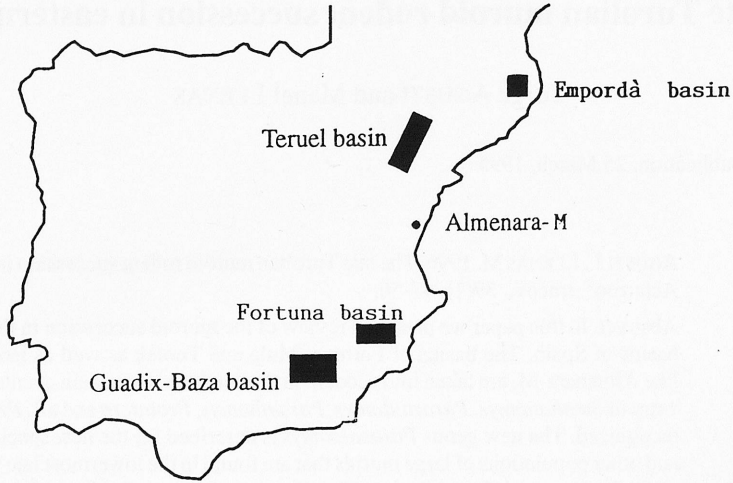 Empordà basin
Teruel basin
Almenara-M
Fortuna basin
Guadix-Baza basin